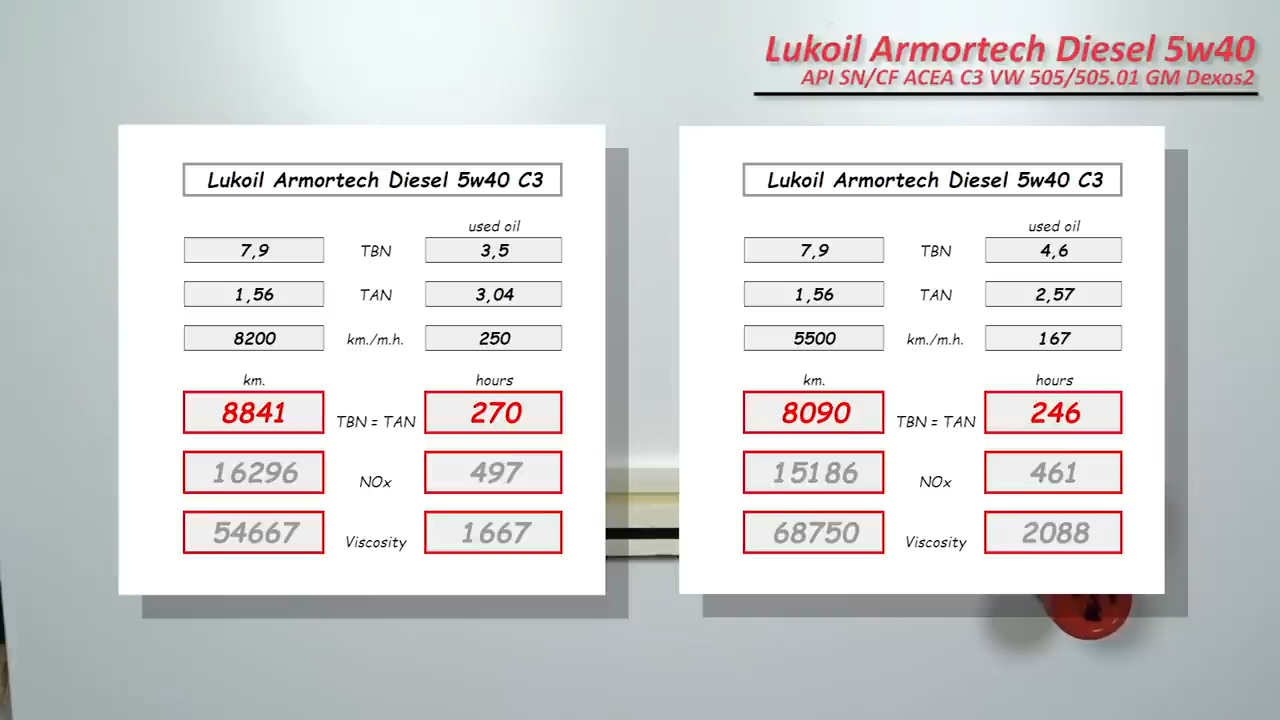 Lukoil Armortech Diesel 5w40
API SN/CF ACEA C3 VW 505/505.01 GM Dexos2
Lukoil Armortech Diesel 5w40 C3
used oil
7,9 TBN 3,5
1,56 TAN 3,04
8200 km./m.h. 250
km. hours
8841 TBN = TAN 270
16296 NOx 497
54667 Viscosity 1667
Lukoil Armortech Diesel 5w40 C3
used oil
7,9 TBN 4,6
1,56 TAN 2,57
5500 km./m.h. 167
km. hours
8090 TBN = TAN 246
15186 NOx 461
68750 Viscosity 2088